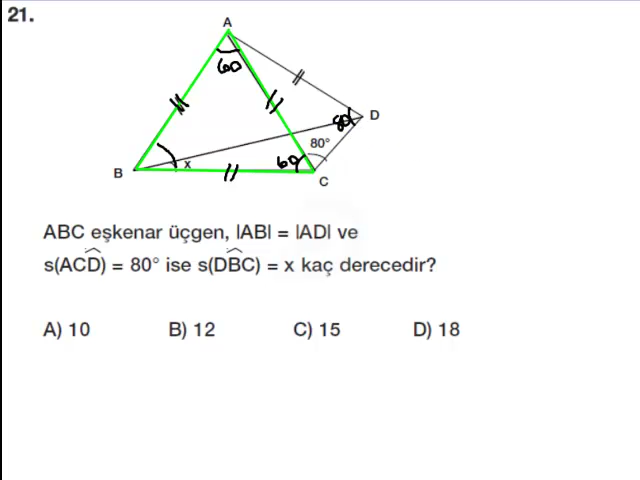 21.
A
60
D
80
80°
60
x
B
C
ABC eşkenar üçgen, |AB| = |AD| ve
s(ACD) = 80° ise s(DBC) = x kaç derecedir?
A) 10 B) 12 C) 15 D) 18